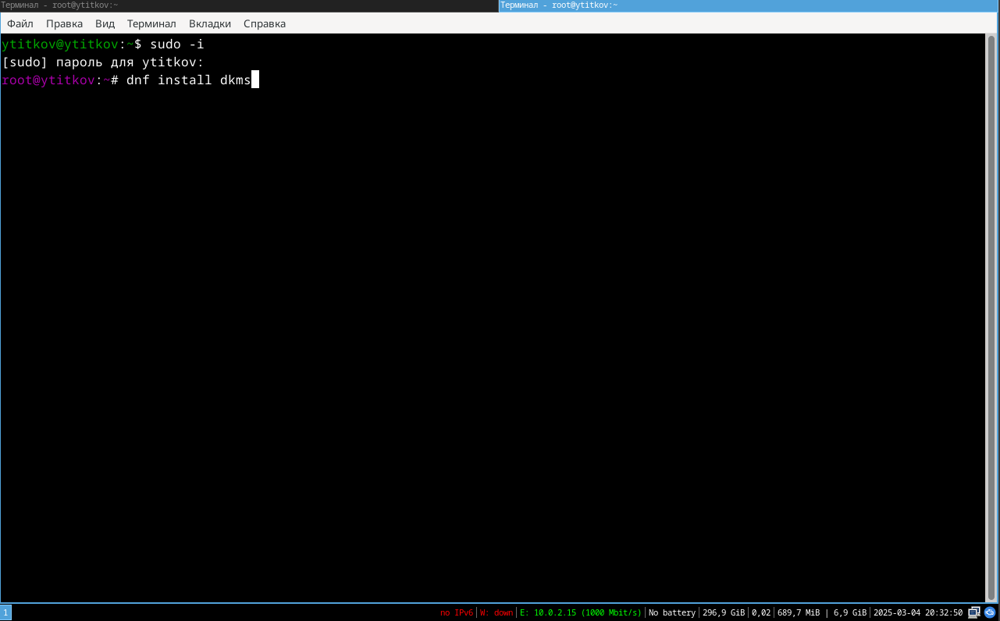 Терминал - root@ytitkov:~
Терминал - root@ytitkov:~
Файл Правка Вид Терминал Вкладки Справка
ytitkov@ytitkov:~$ sudo -i
[sudo] пароль для ytitkov:
root@ytitkov:~# dnf install dkms
1
no IPv6 W: down E: 10.0.2.15 (1000 Mbit/s) No battery 296,9 GiB 0,02 689,7 MiB | 6,9 GiB 2025-03-04 20:32:50